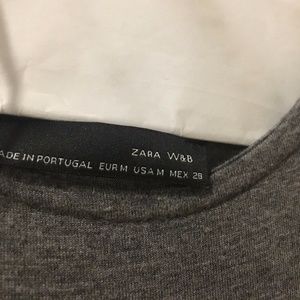 ZARA W&B
ADE IN PORTUGAL EUR M USA M MEX 28